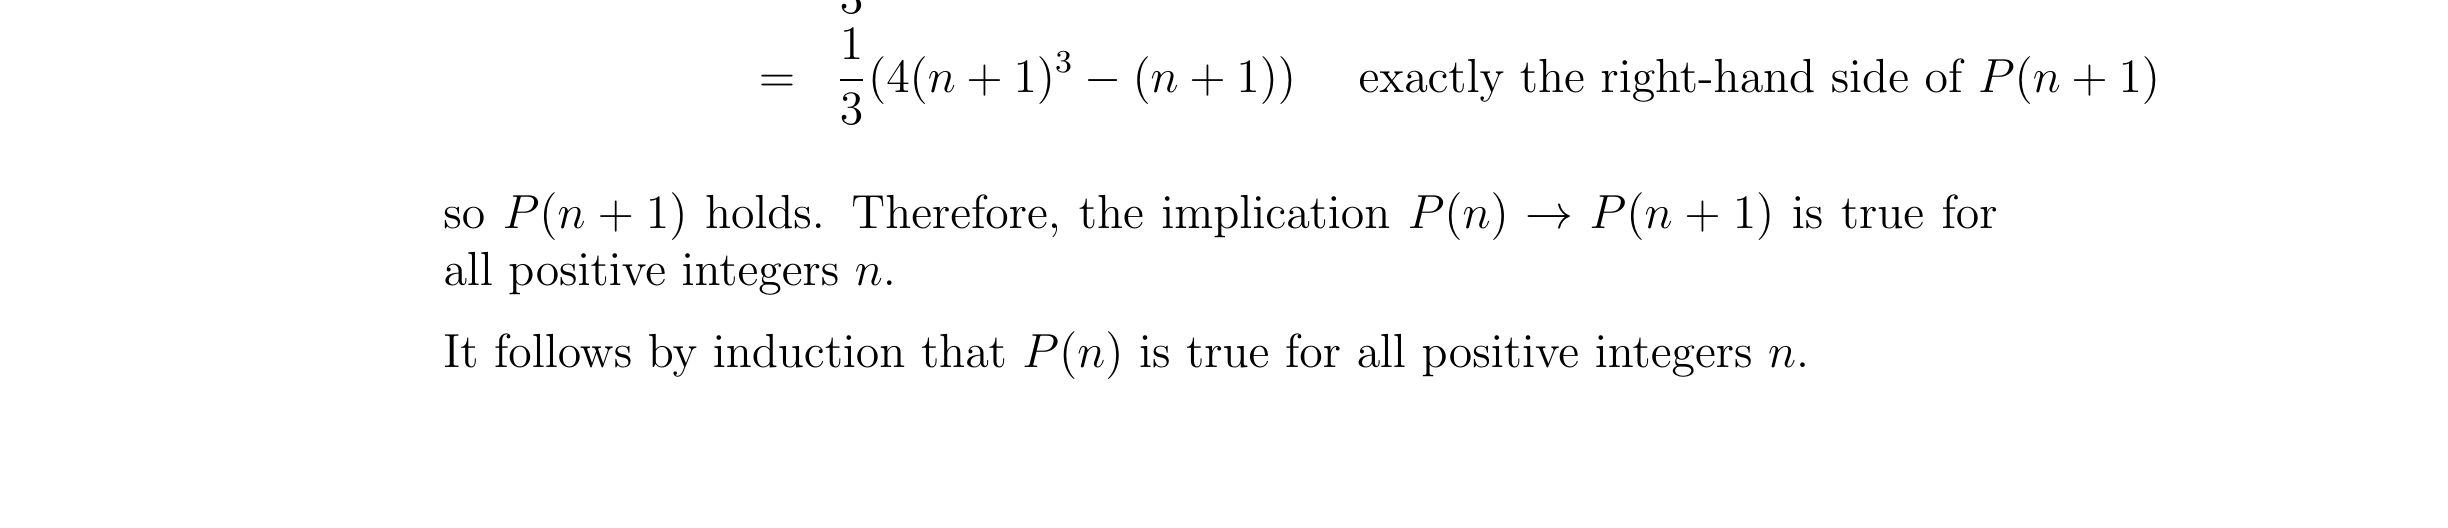 = 1/3 (4(n + 1)³ − (n + 1)) exactly the right-hand side of P(n + 1)
so P(n + 1) holds. Therefore, the implication P(n) → P(n + 1) is true for
all positive integers n.
It follows by induction that P(n) is true for all positive integers n.